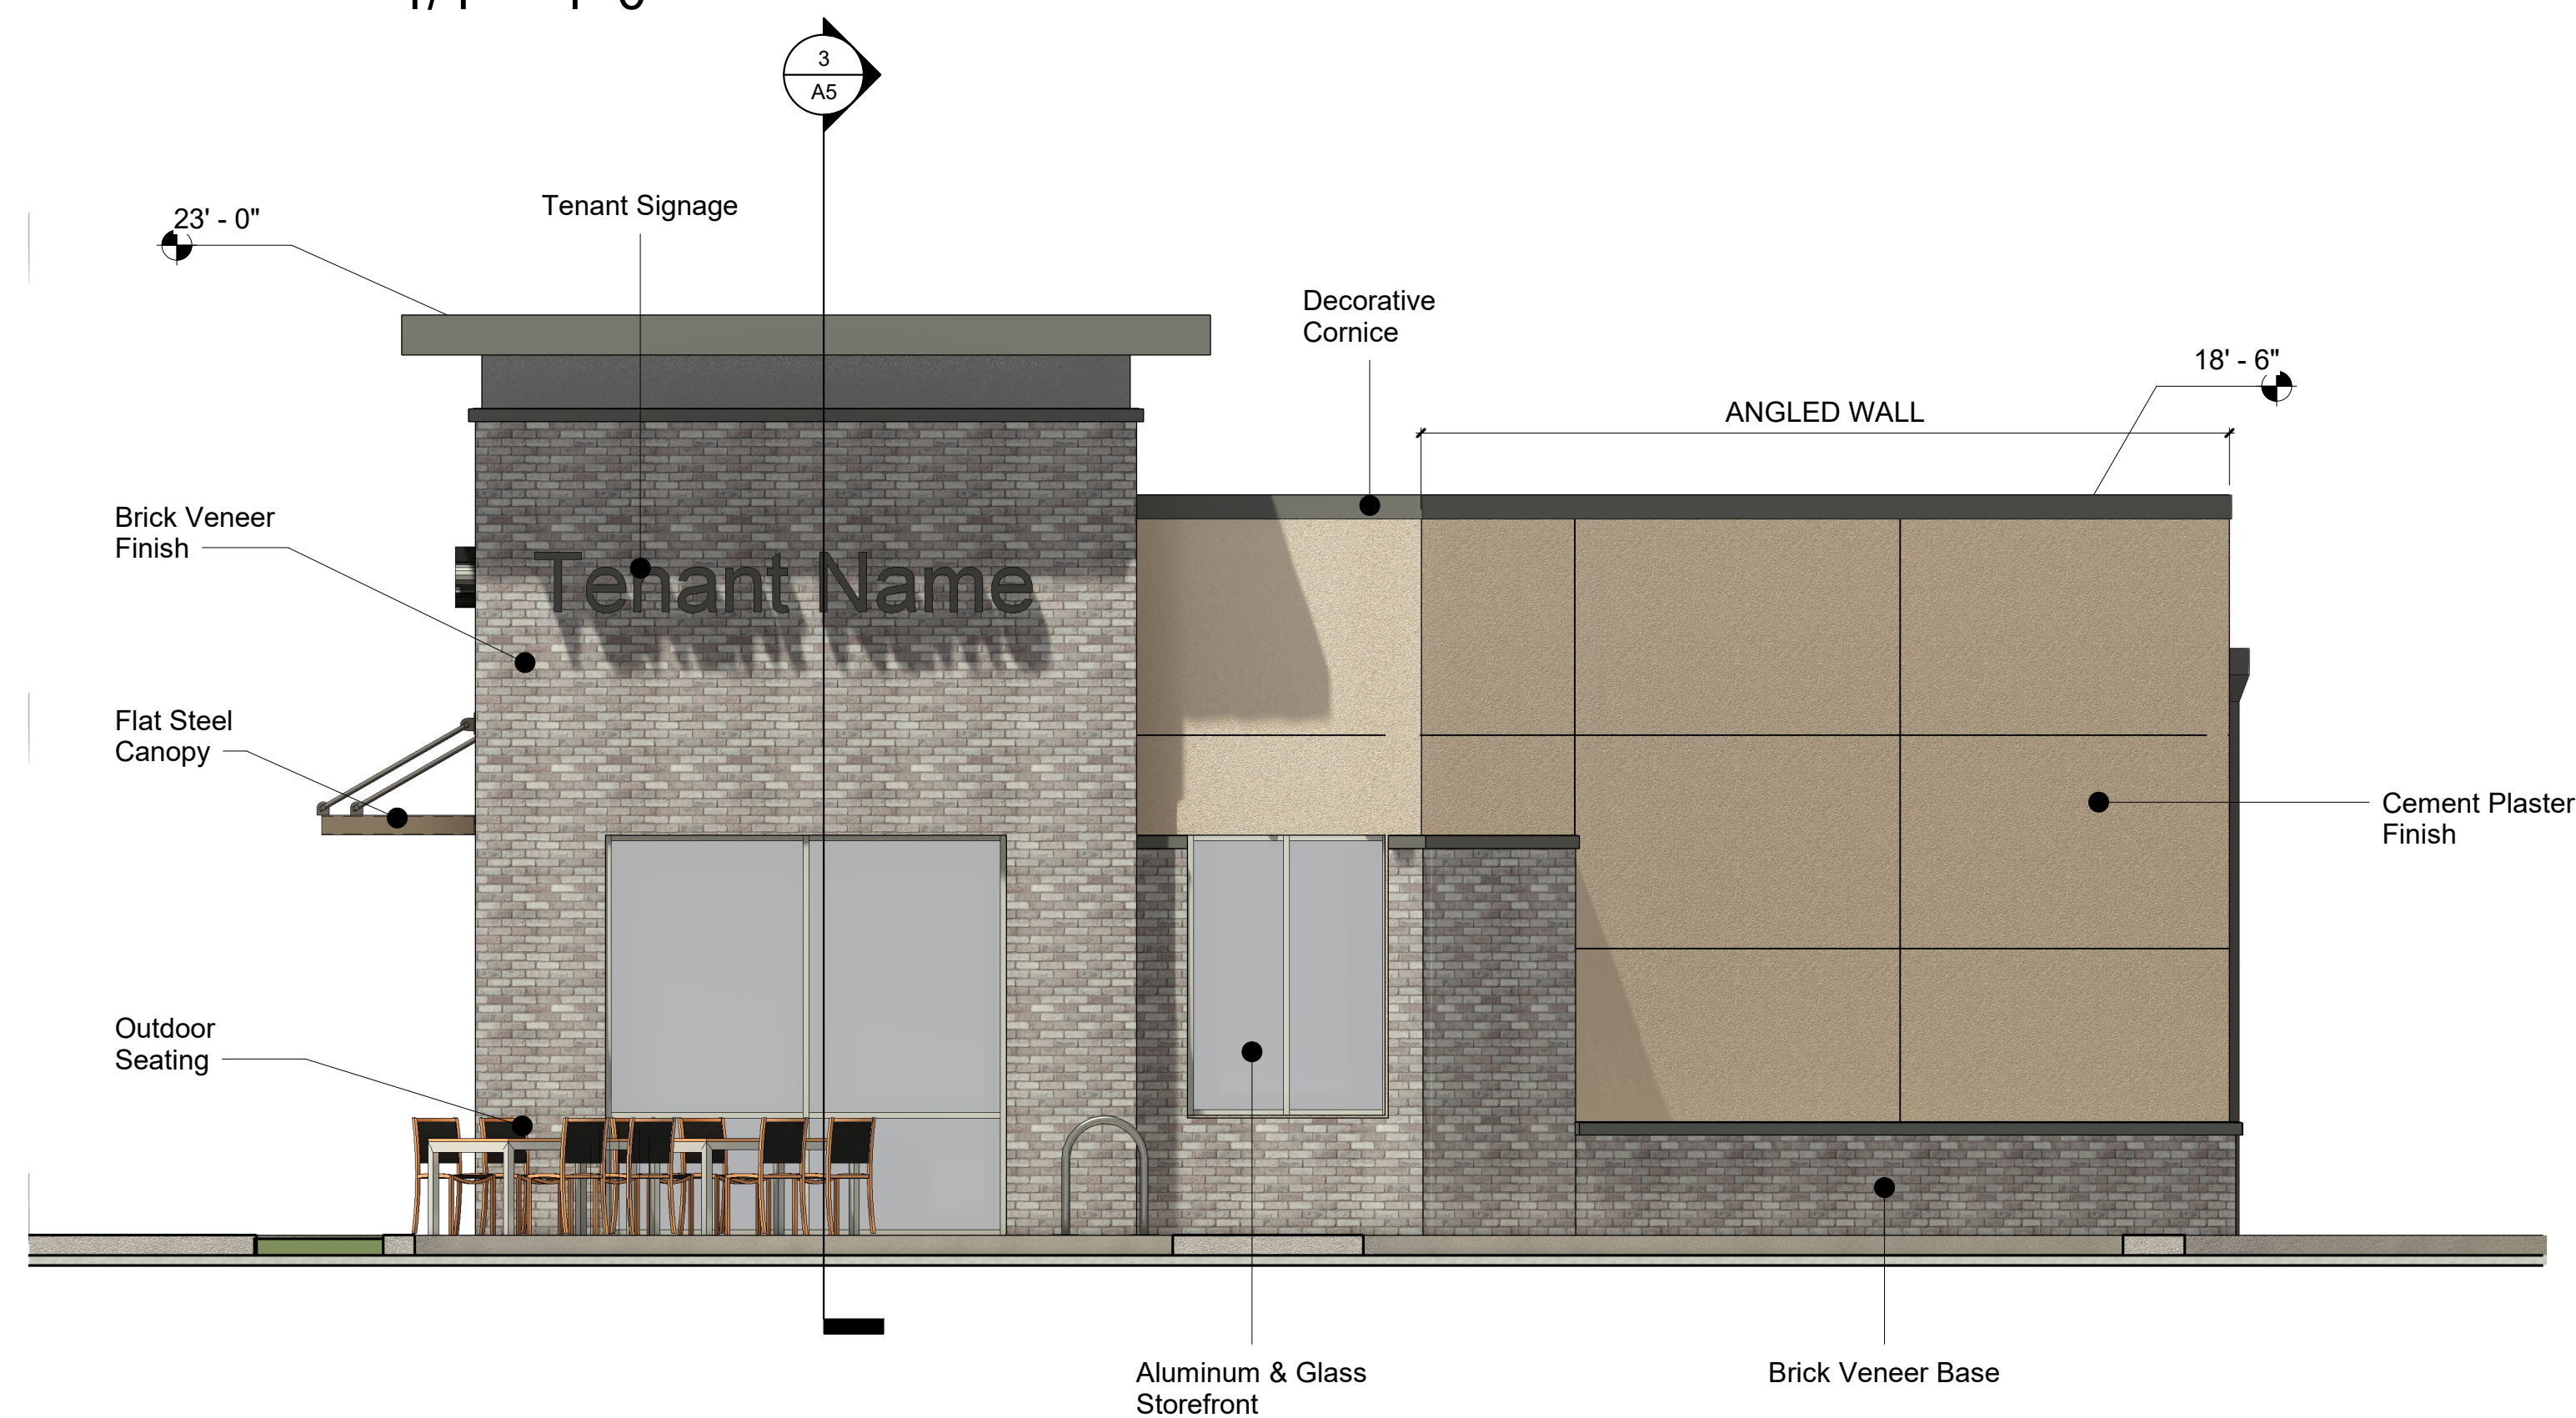 3
A5
Tenant Signage
23' - 0"
Decorative
Cornice
18' - 6"
ANGLED WALL
Brick Veneer
Finish
Tenant Name
Flat Steel
Canopy
Cement Plaster
Finish
Outdoor
Seating
Aluminum & Glass
Storefront
Brick Veneer Base